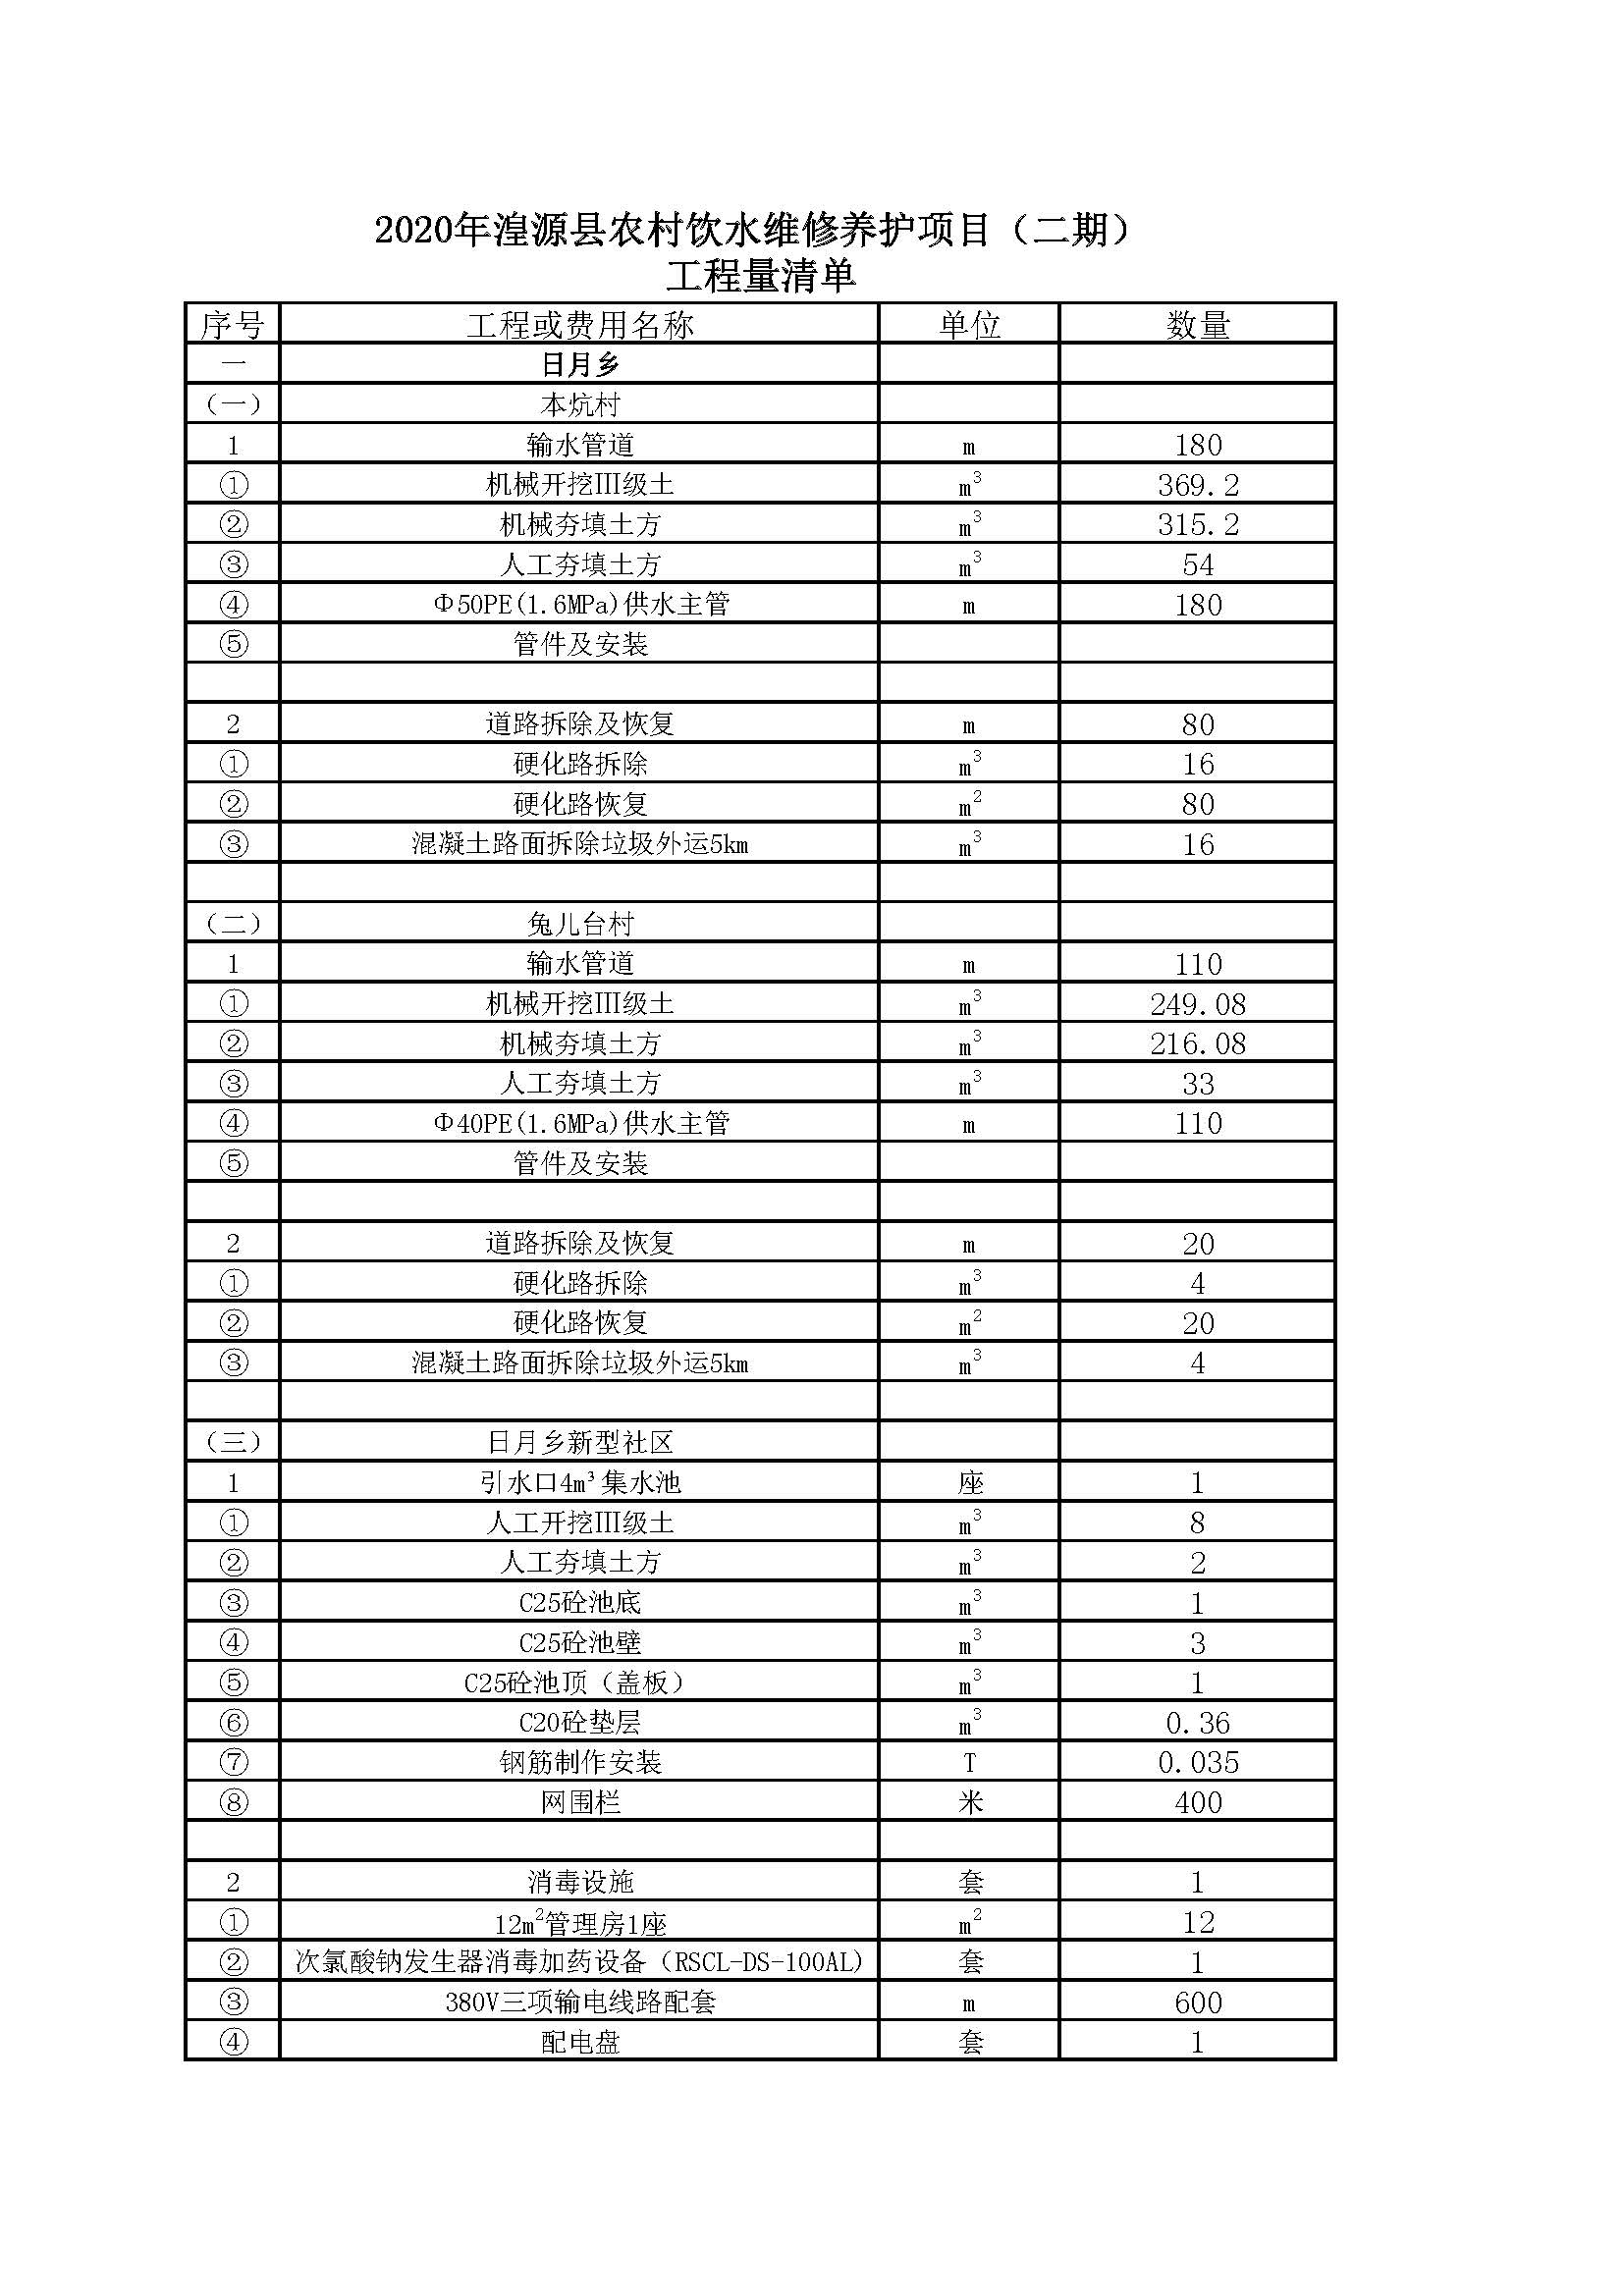 2020年湟源县农村饮水维修养护项目（二期）
工程量清单
序号 工程或费用名称 单位 数量
一 日月乡
（一） 本炕村
1 输水管道 m 180
① 机械开挖Ⅲ级土 m³ 369.2
② 机械夯填土方 m³ 315.2
③ 人工夯填土方 m³ 54
④ Φ50PE(1.6MPa)供水主管 m 180
⑤ 管件及安装
2 道路拆除及恢复 m 80
① 硬化路拆除 m³ 16
② 硬化路恢复 m² 80
③ 混凝土路面拆除垃圾外运5km m³ 16
（二） 兔儿台村
1 输水管道 m 110
① 机械开挖Ⅲ级土 m³ 249.08
② 机械夯填土方 m³ 216.08
③ 人工夯填土方 m³ 33
④ Φ40PE(1.6MPa)供水主管 m 110
⑤ 管件及安装
2 道路拆除及恢复 m 20
① 硬化路拆除 m³ 4
② 硬化路恢复 m² 20
③ 混凝土路面拆除垃圾外运5km m³ 4
（三） 日月乡新型社区
1 引水口4m³集水池 座 1
① 人工开挖Ⅲ级土 m³ 8
② 人工夯填土方 m³ 2
③ C25砼池底 m³ 1
④ C25砼池壁 m³ 3
⑤ C25砼池顶（盖板） m³ 1
⑥ C20砼垫层 m³ 0.36
⑦ 钢筋制作安装 T 0.035
⑧ 网围栏 米 400
2 消毒设施 套 1
① 12m²管理房1座 m² 12
② 次氯酸钠发生器消毒加药设备（RSCL-DS-100AL) 套 1
③ 380V三项输电线路配套 m 600
④ 配电盘 套 1